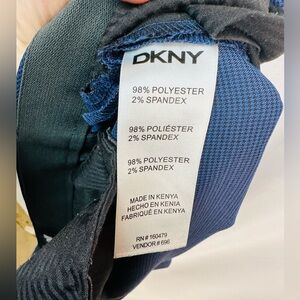 DKNY
98% POLYESTER
2% SPANDEX
98% POLIÉSTER
2% SPANDEX
98% POLYESTER
2% SPANDEX
MADE IN KENYA
HECHO EN KENIA
FABRIQUÉ EN KENYA
RN # 160479
VENDOR # 696